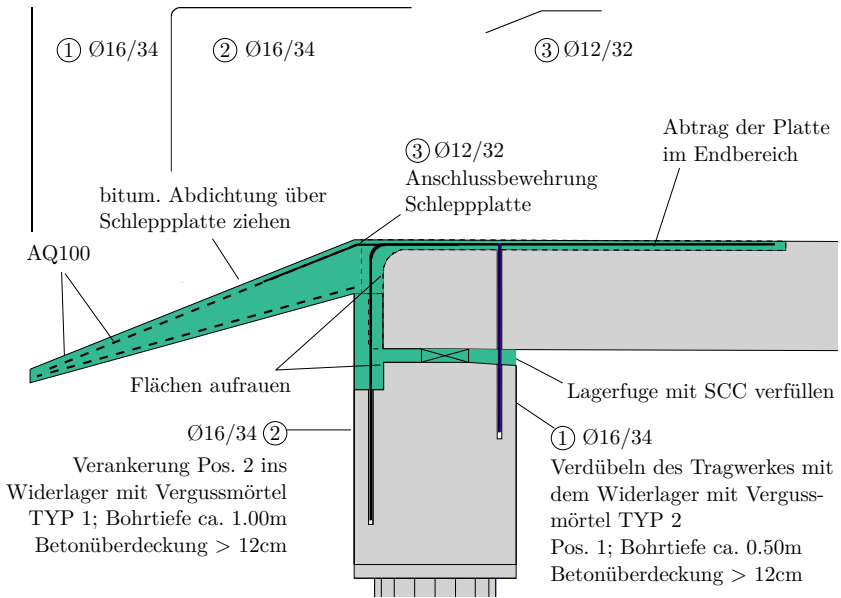 ① Ø16/34
② Ø16/34
③ Ø12/32
Abtrag der Platte
im Endbereich
③ Ø12/32
Anschlussbewehrung
Schleppplatte
bitum. Abdichtung über
Schleppplatte ziehen
AQ100
Flächen aufrauen
Lagerfuge mit SCC verfüllen
Ø16/34 ②
Verankerung Pos. 2 ins
Widerlager mit Vergussmörtel
TYP 1; Bohrtiefe ca. 1.00m
Betonüberdeckung > 12cm
① Ø16/34
Verdübeln des Tragwerkes mit
dem Widerlager mit Verguss-
mörtel TYP 2
Pos. 1; Bohrtiefe ca. 0.50m
Betonüberdeckung > 12cm